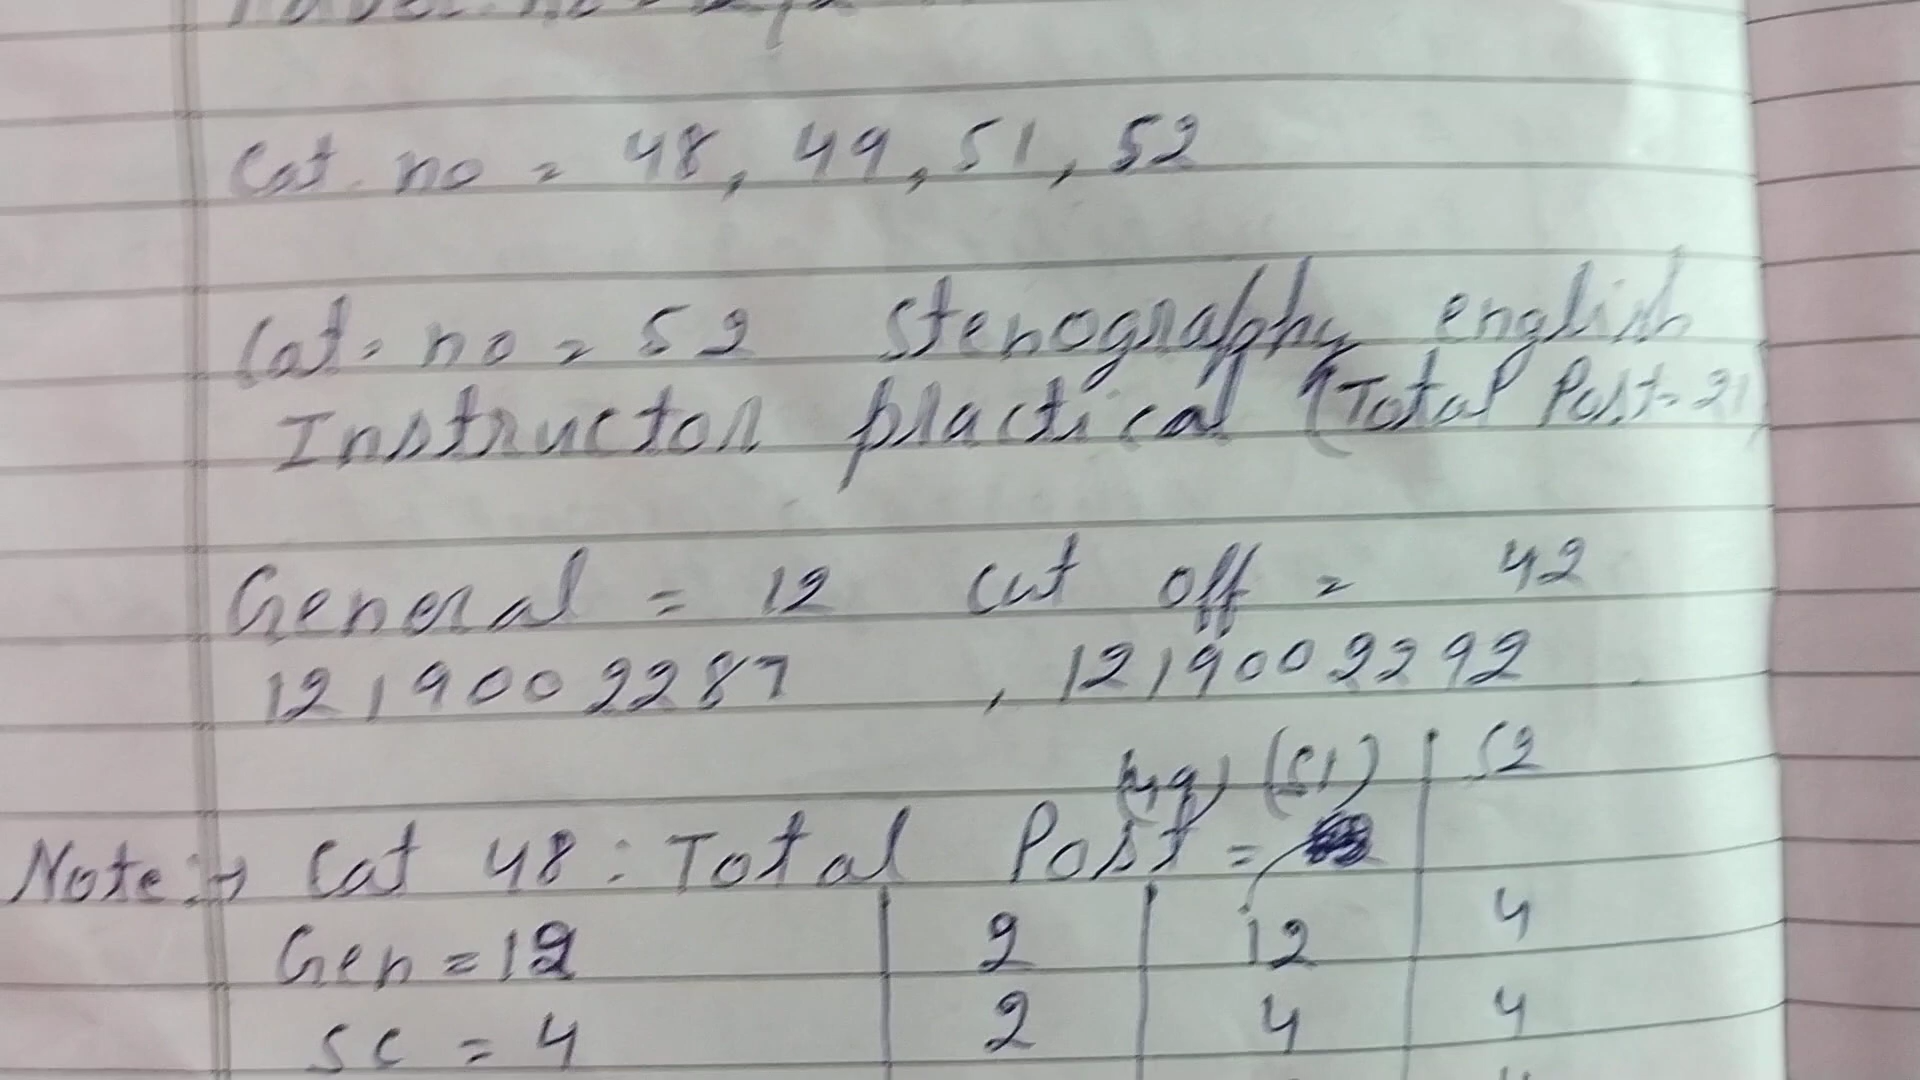 Cat. no = 48, 49, 51, 52
Cat. no = 52 Stenography english
Instructor practical (Total Post = 21)
General = 12 Cut off = 42
1219002287, 1219002292
(49) (51) | 52
Note :→ Cat 48 : Total Post =
Gen = 12 | 2 | 12 | 4
SC = 4 | 2 | 4 | 4